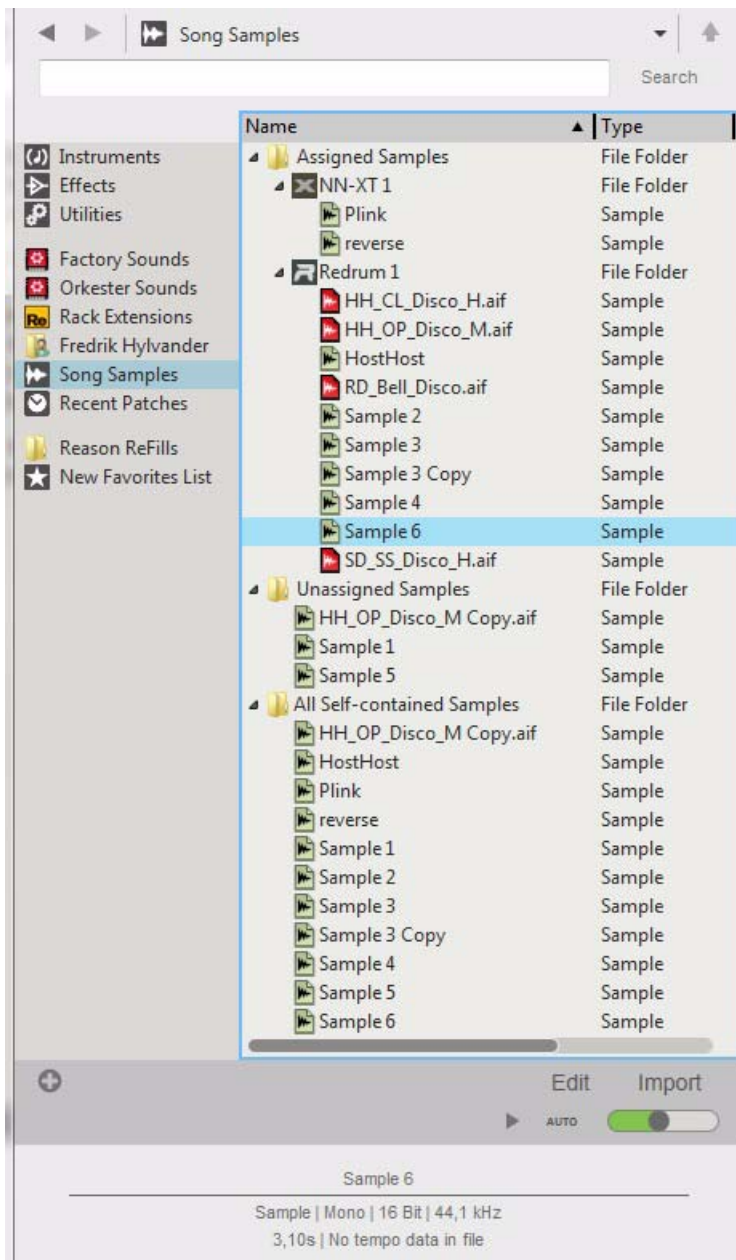 Song Samples
Search
Name Type
Instruments
Effects
Utilities
Factory Sounds
Orkester Sounds
Re Rack Extensions
Fredrik Hylvander
Song Samples
Recent Patches
Reason ReFills
New Favorites List
Assigned Samples File Folder
NN-XT 1 File Folder
Plink Sample
reverse Sample
Redrum 1 File Folder
HH_CL_Disco_H.aif Sample
HH_OP_Disco_M.aif Sample
HostHost Sample
RD_Bell_Disco.aif Sample
Sample 2 Sample
Sample 3 Sample
Sample 3 Copy Sample
Sample 4 Sample
Sample 6 Sample
SD_SS_Disco_H.aif Sample
Unassigned Samples File Folder
HH_OP_Disco_M Copy.aif Sample
Sample 1 Sample
Sample 5 Sample
All Self-contained Samples File Folder
HH_OP_Disco_M Copy.aif Sample
HostHost Sample
Plink Sample
reverse Sample
Sample 1 Sample
Sample 2 Sample
Sample 3 Sample
Sample 3 Copy Sample
Sample 4 Sample
Sample 5 Sample
Sample 6 Sample
Edit Import
AUTO
Sample 6
Sample | Mono | 16 Bit | 44,1 kHz
3,10s | No tempo data in file